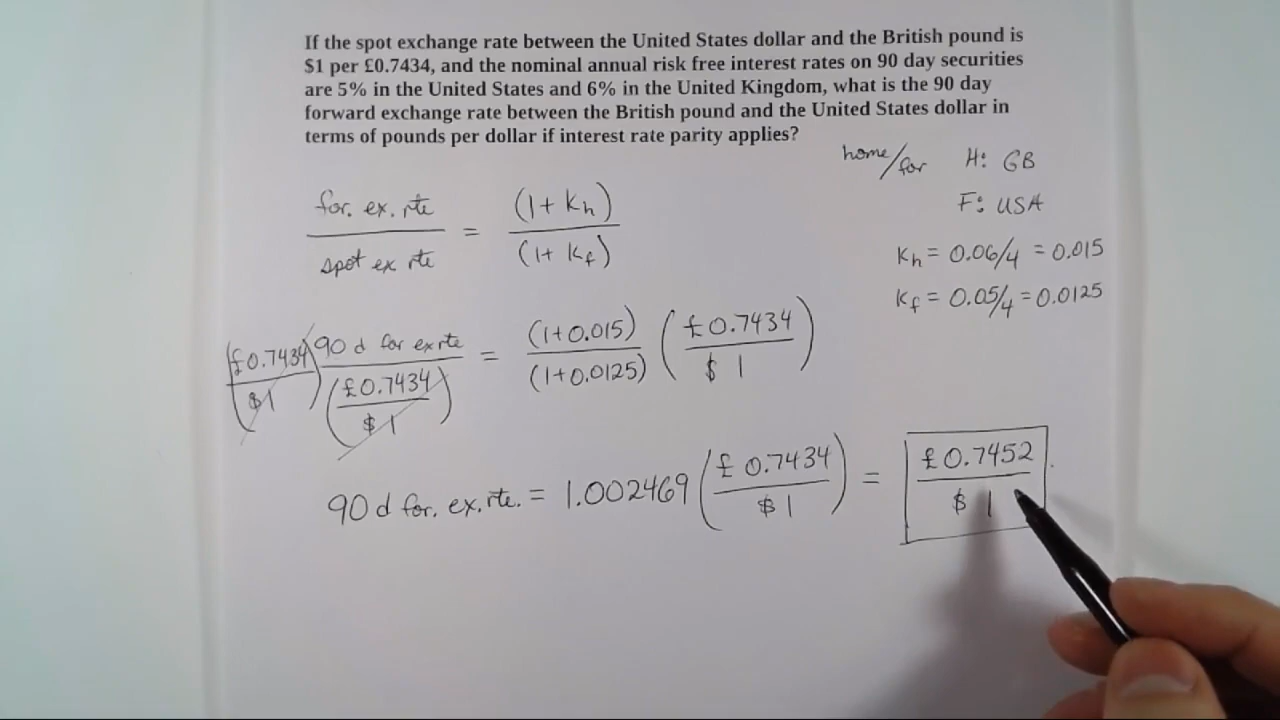 If the spot exchange rate between the United States dollar and the British pound is
$1 per £0.7434, and the nominal annual risk free interest rates on 90 day securities
are 5% in the United States and 6% in the United Kingdom, what is the 90 day
forward exchange rate between the British pound and the United States dollar in
terms of pounds per dollar if interest rate parity applies?
home/for H: GB
F: USA
for. ex. rte / spot ex rte = (1 + kh) / (1 + kf)
kh = 0.06/4 = 0.015
kf = 0.05/4 = 0.0125
(£0.7434 / $1) 90 d for ex rte / (£0.7434 / $1) = (1+0.015) / (1+0.0125) (£0.7434 / $1)
90 d for. ex. rte. = 1.002469 (£0.7434 / $1) = £0.7452 / $1